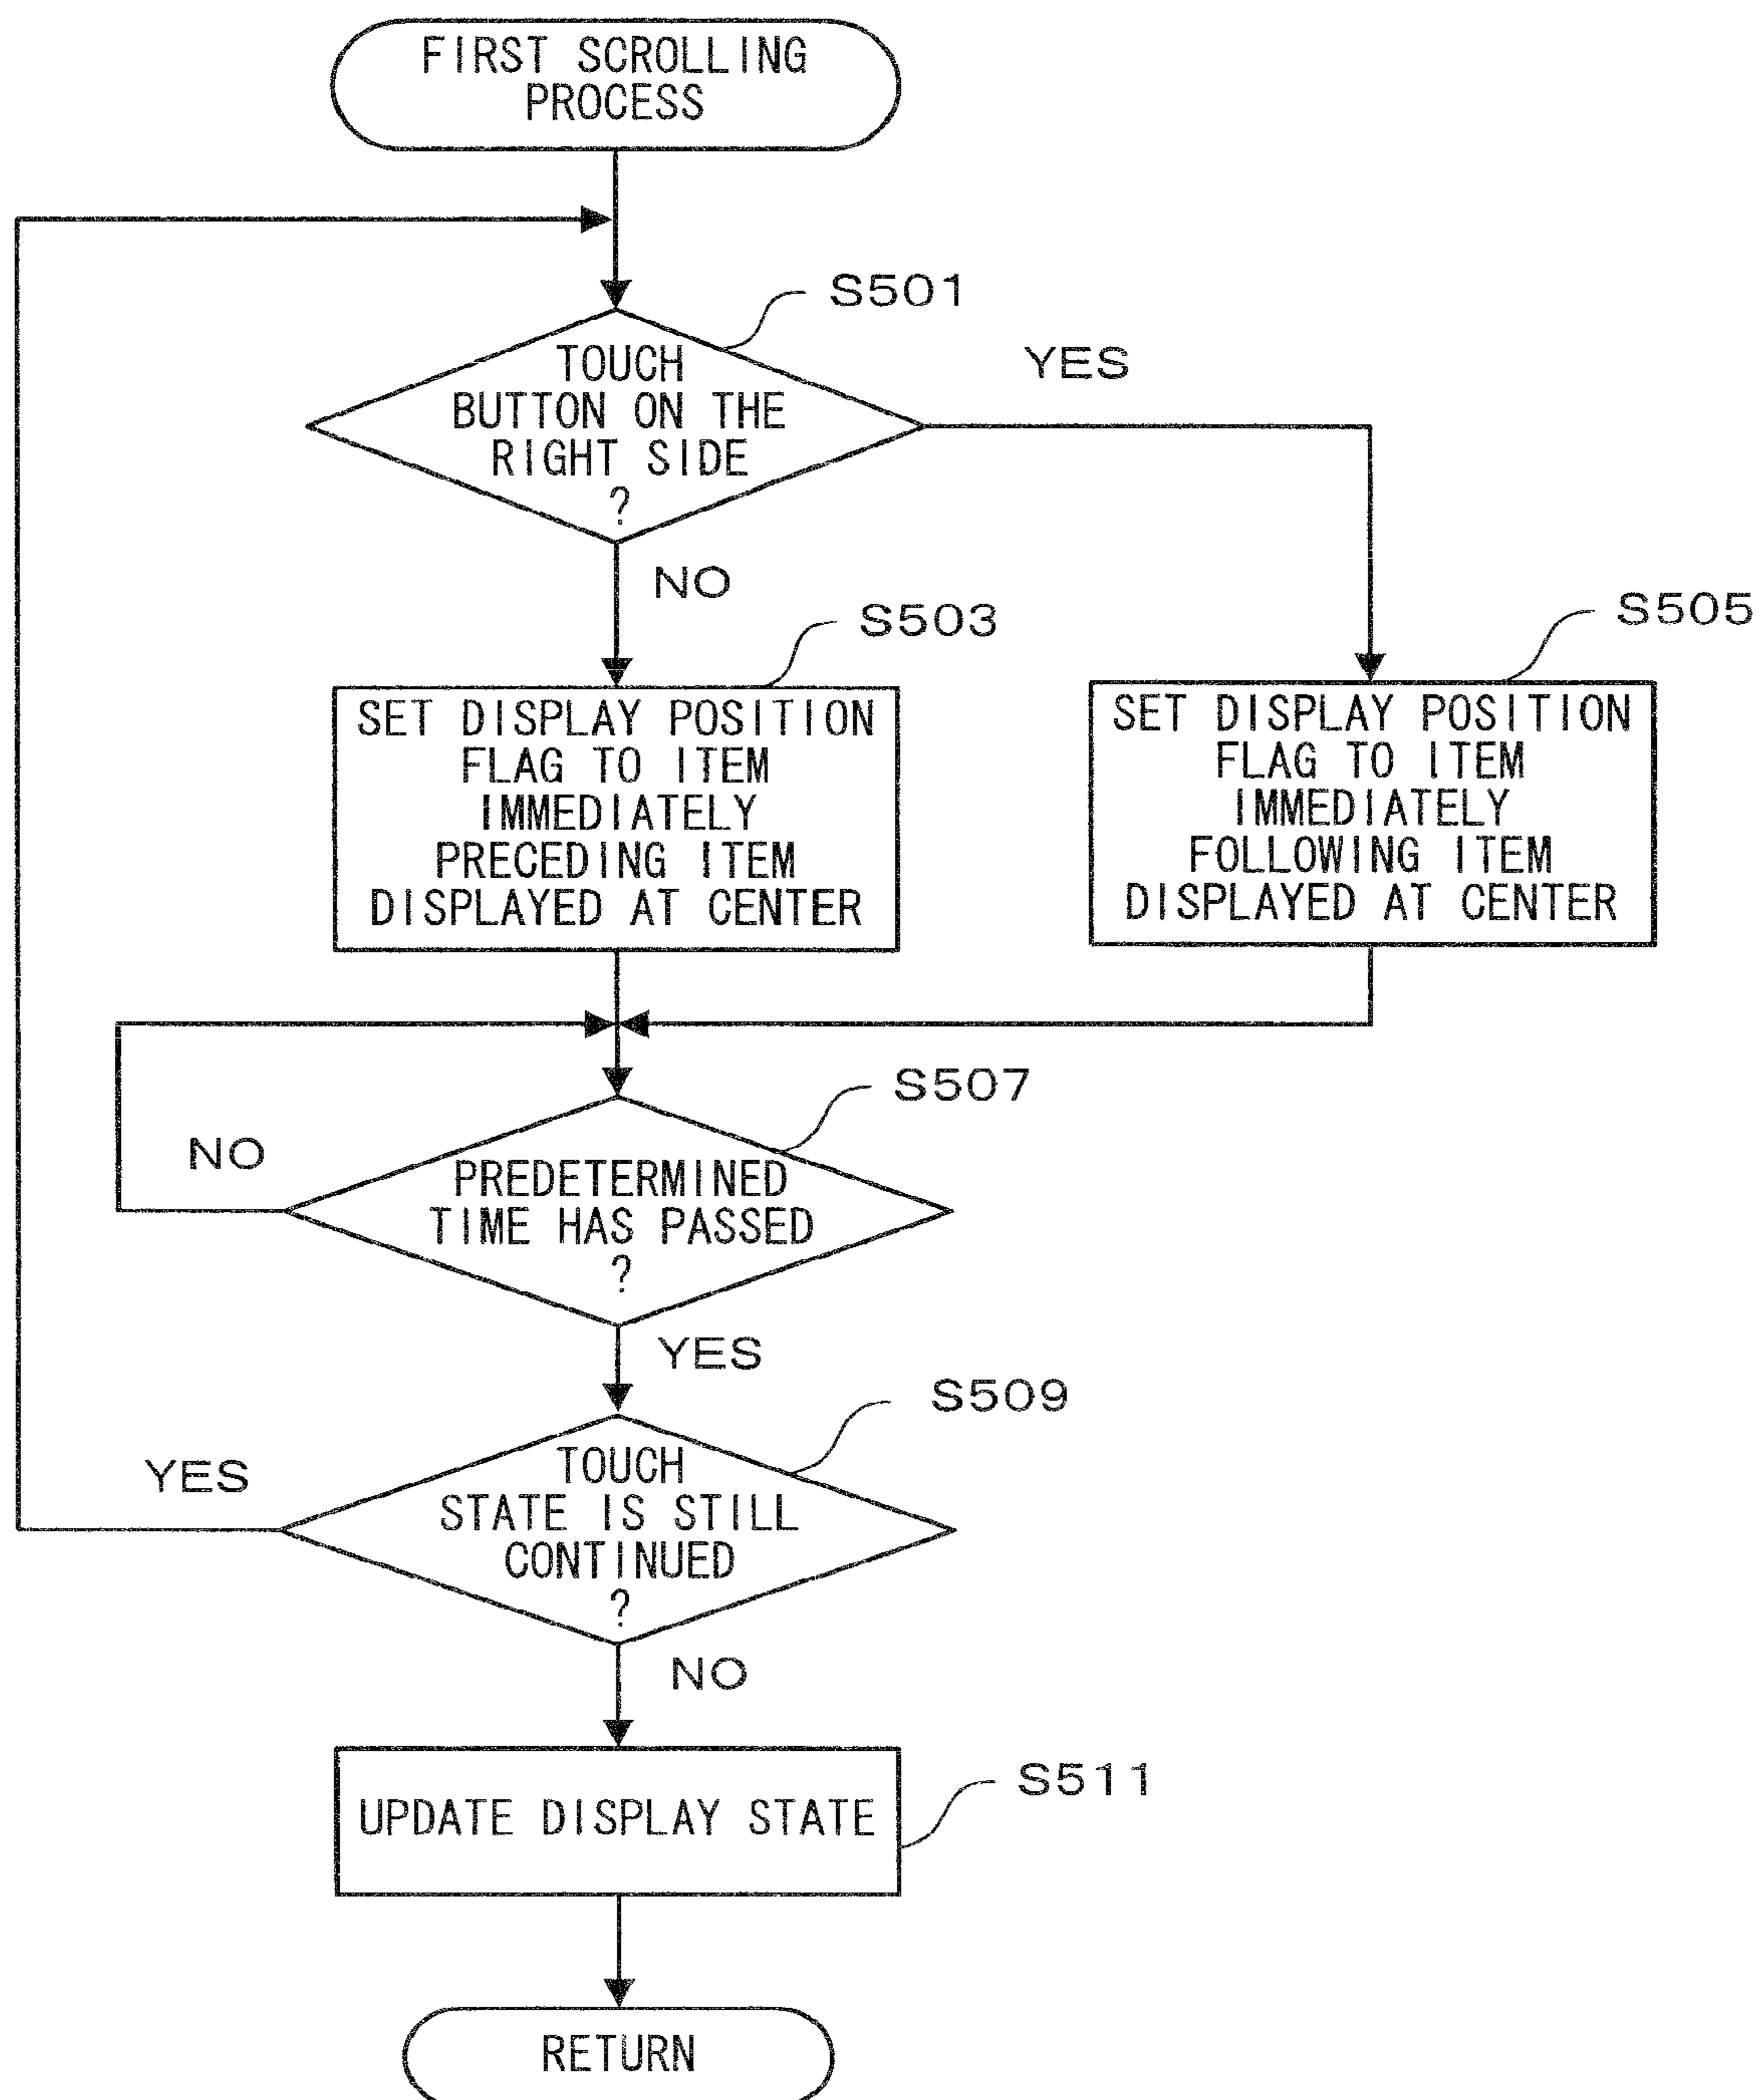 FIRST SCROLLING
PROCESS
S501
TOUCH
BUTTON ON THE
RIGHT SIDE
?
YES
NO
S503
SET DISPLAY POSITION
FLAG TO ITEM
IMMEDIATELY
PRECEDING ITEM
DISPLAYED AT CENTER
S505
SET DISPLAY POSITION
FLAG TO ITEM
IMMEDIATELY
FOLLOWING ITEM
DISPLAYED AT CENTER
S507
NO
PREDETERMINED
TIME HAS PASSED
?
YES
S509
YES
TOUCH
STATE IS STILL
CONTINUED
?
NO
S511
UPDATE DISPLAY STATE
RETURN